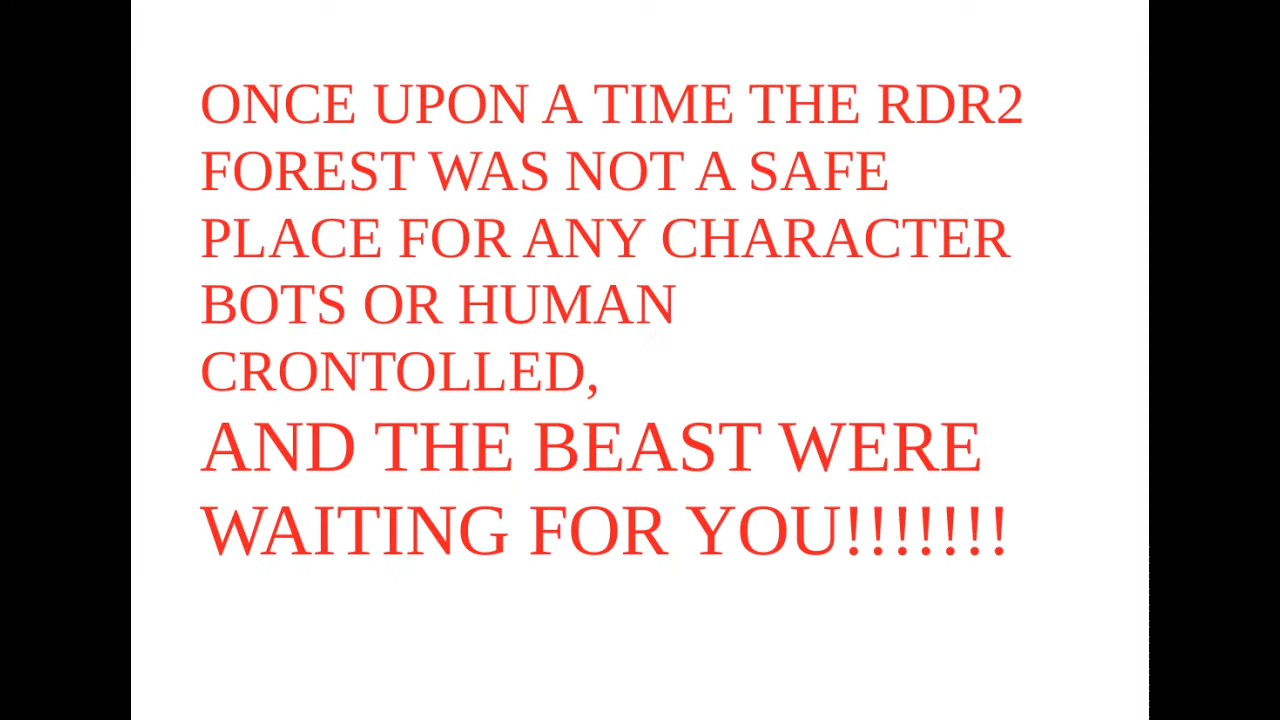 ONCE UPON A TIME THE RDR2
FOREST WAS NOT A SAFE
PLACE FOR ANY CHARACTER
BOTS OR HUMAN
CRONTOLLED,
AND THE BEAST WERE
WAITING FOR YOU!!!!!!!